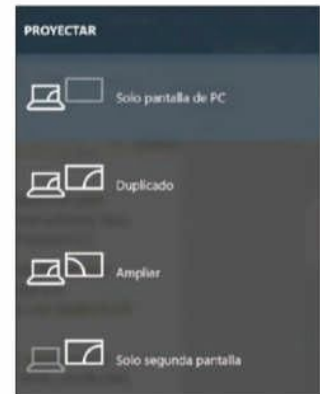 PROYECTAR
Solo pantalla de PC
Duplicado
Ampliar
Solo segunda pantalla